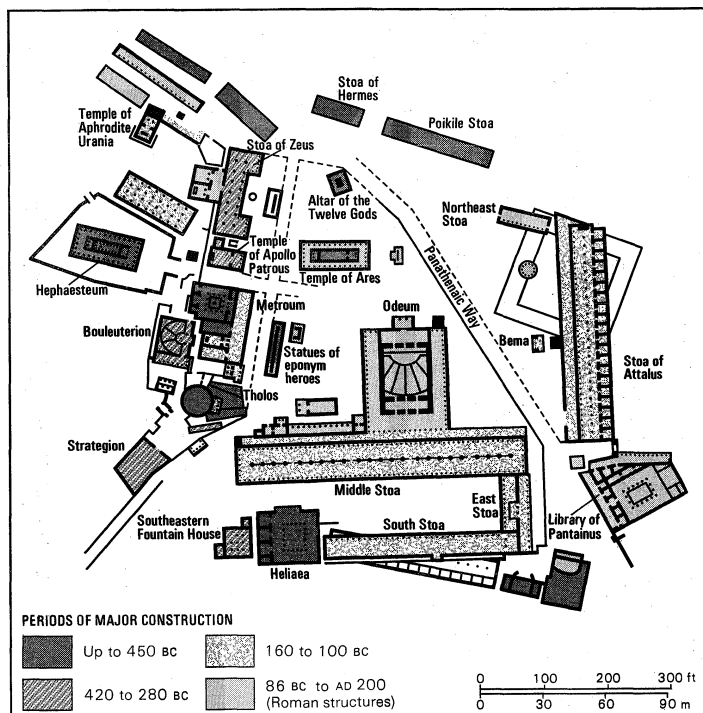 Stoa of
Hermes
Poikile Stoa
Temple of
Aphrodite
Urania
Stoa of Zeus
Altar of the
Twelve Gods
Northeast
Stoa
Temple
of Apollo
Patrous
Temple of Ares
Panathenaic Way
Hephaesteum
Metroum
Odeum
Bouleuterion
Statues of
eponym
heroes
Bema
Stoa of
Attalus
Tholos
Strategion
Middle Stoa
East
Stoa
Library of
Pantainus
Southeastern
Fountain House
South Stoa
Heliaea
PERIODS OF MAJOR CONSTRUCTION
Up to 450 BC
160 to 100 BC
420 to 280 BC
86 BC to AD 200
(Roman structures)
0 100 200 300 ft
0 30 60 90 m